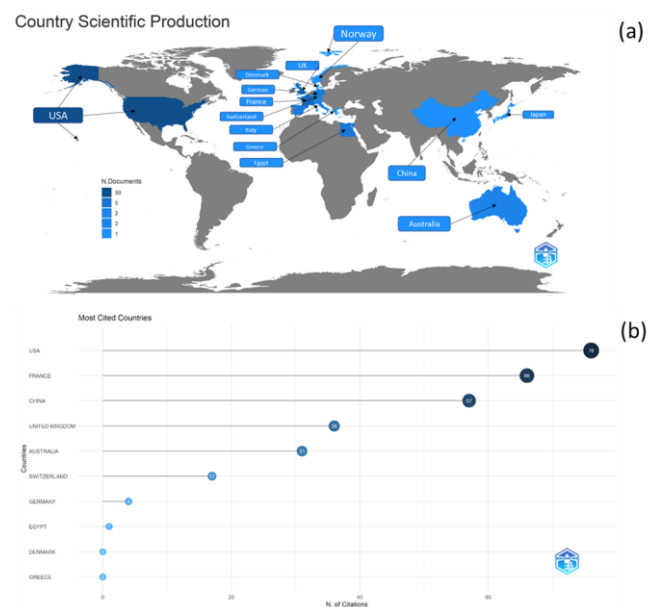 Country Scientific Production
(a)
Norway
UK
Denmark
German
France
USA
Switzerland
Italy
Greece
Egypt
Japan
China
Australia
N.Documents
50
5
2
2
1
(b)
Most Cited Countries
USA
76
FRANCE
66
CHINA
57
UNITED KINGDOM
36
AUSTRALIA
31
SWITZERLAND
17
GERMANY
4
EGYPT
1
DENMARK
0
GREECE
0
Countries
0
20
40
60
N. of Citations